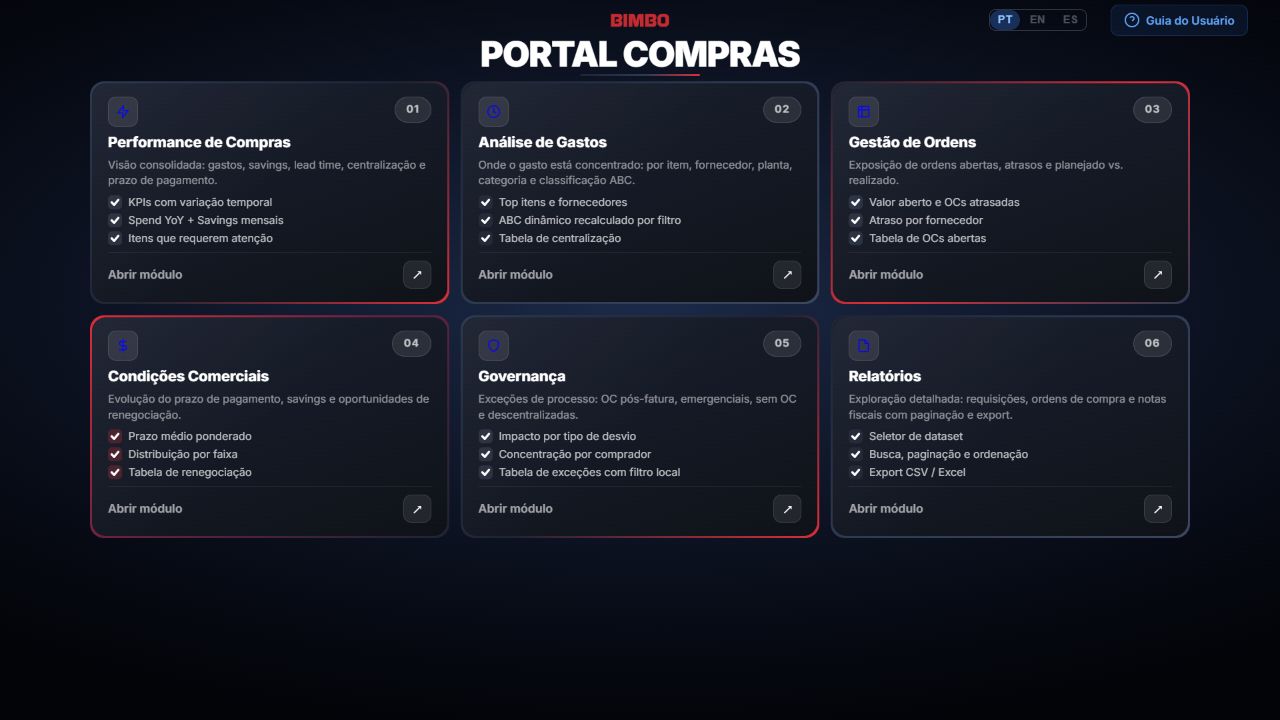 BIMBO
PORTAL COMPRAS
PT EN ES
Guia do Usuário
01
Performance de Compras
Visão consolidada: gastos, savings, lead time, centralização e
prazo de pagamento.
KPIs com variação temporal
Spend YoY + Savings mensais
Itens que requerem atenção
Abrir módulo
02
Análise de Gastos
Onde o gasto está concentrado: por item, fornecedor, planta,
categoria e classificação ABC.
Top itens e fornecedores
ABC dinâmico recalculado por filtro
Tabela de centralização
Abrir módulo
03
Gestão de Ordens
Exposição de ordens abertas, atrasos e planejado vs.
realizado.
Valor aberto e OCs atrasadas
Atraso por fornecedor
Tabela de OCs abertas
Abrir módulo
04
Condições Comerciais
Evolução do prazo de pagamento, savings e oportunidades de
renegociação.
Prazo médio ponderado
Distribuição por faixa
Tabela de renegociação
Abrir módulo
05
Governança
Exceções de processo: OC pós-fatura, emergenciais, sem OC
e descentralizadas.
Impacto por tipo de desvio
Concentração por comprador
Tabela de exceções com filtro local
Abrir módulo
06
Relatórios
Exploração detalhada: requisições, ordens de compra e notas
fiscais com paginação e export.
Seletor de dataset
Busca, paginação e ordenação
Export CSV / Excel
Abrir módulo